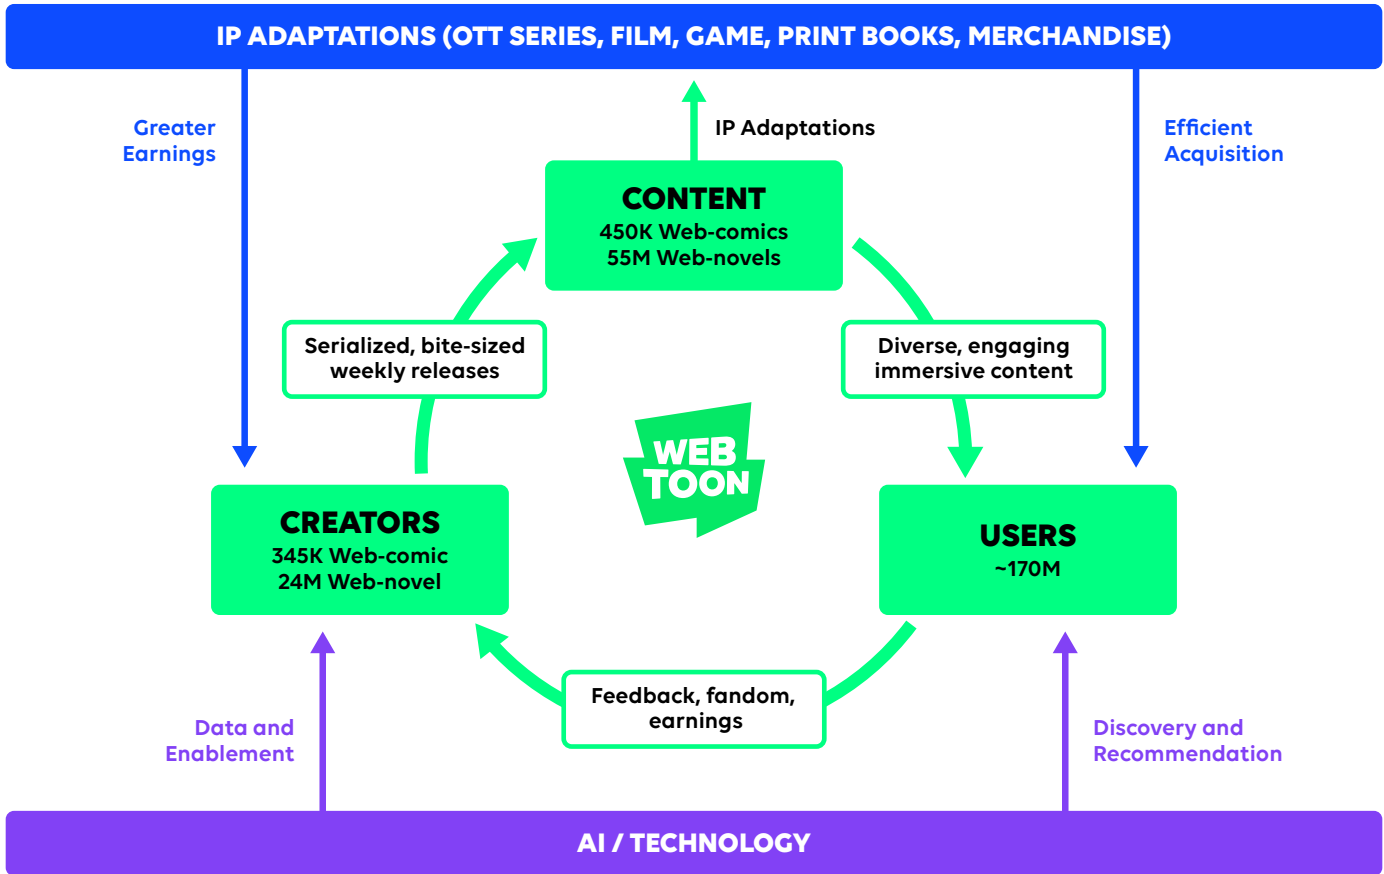 IP ADAPTATIONS (OTT SERIES, FILM, GAME, PRINT BOOKS, MERCHANDISE)
Greater
Earnings
IP Adaptations
Efficient
Acquisition
CONTENT
450K Web-comics
55M Web-novels
Serialized, bite-sized
weekly releases
Diverse, engaging
immersive content
WEB
TOON
CREATORS
345K Web-comic
24M Web-novel
USERS
~170M
Feedback, fandom,
earnings
Data and
Enablement
Discovery and
Recommendation
AI / TECHNOLOGY